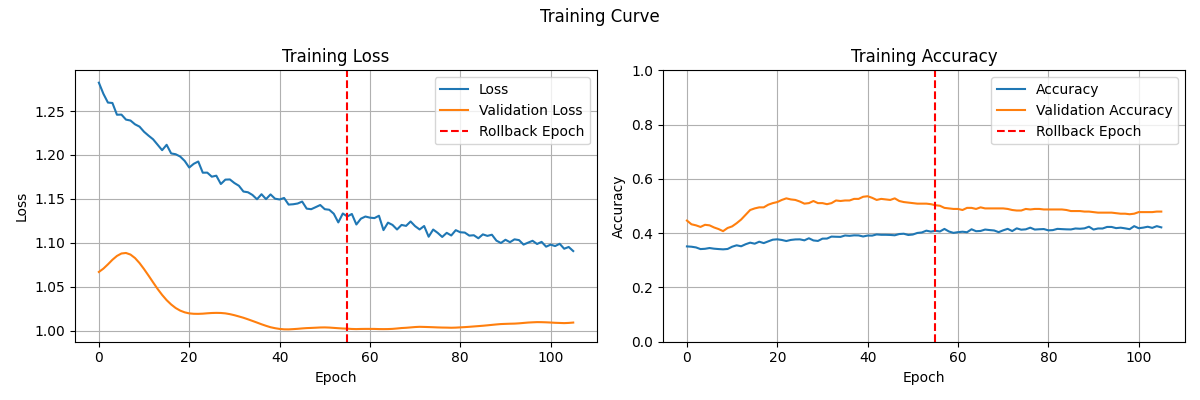 Training Curve
Training Loss
Loss
1.25
1.20
1.15
1.10
1.05
1.00
0
20
40
60
80
100
Epoch
Loss
Validation Loss
Rollback Epoch
Training Accuracy
Accuracy
1.0
0.8
0.6
0.4
0.2
0.0
0
20
40
60
80
100
Epoch
Accuracy
Validation Accuracy
Rollback Epoch